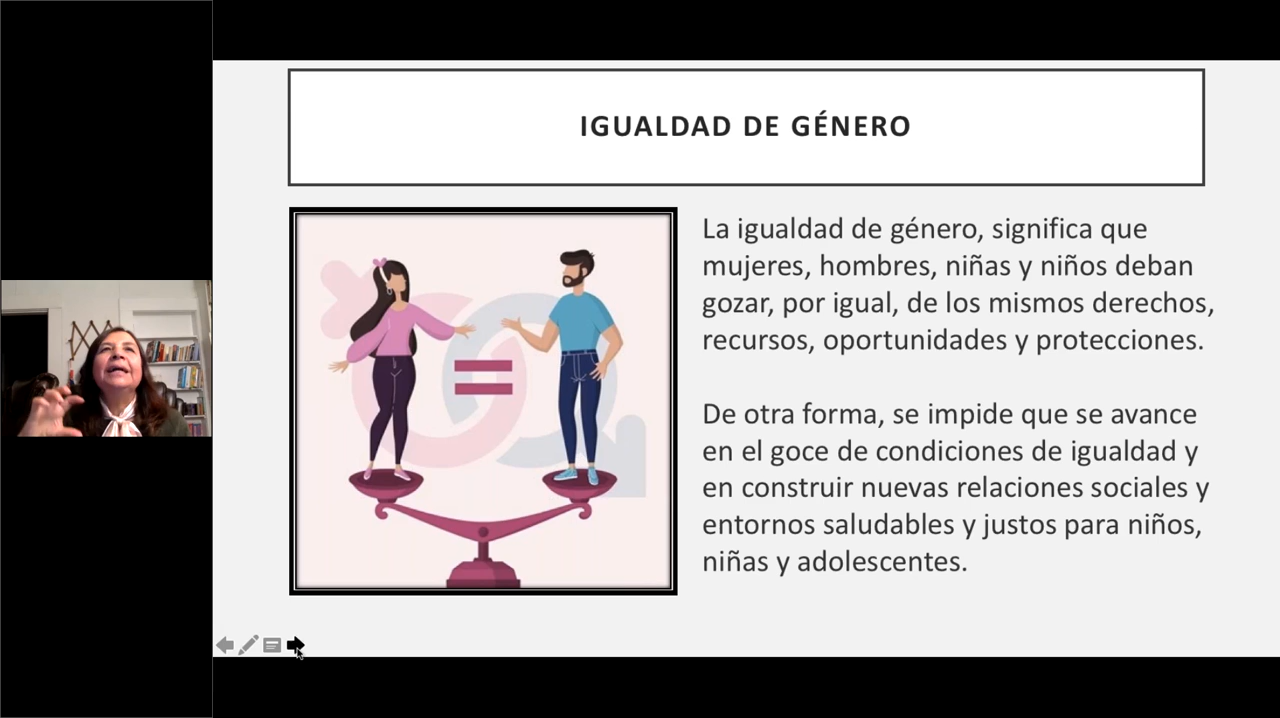 IGUALDAD DE GÉNERO
La igualdad de género, significa que
mujeres, hombres, niñas y niños deban
gozar, por igual, de los mismos derechos,
recursos, oportunidades y protecciones.
De otra forma, se impide que se avance
en el goce de condiciones de igualdad y
en construir nuevas relaciones sociales y
entornos saludables y justos para niños,
niñas y adolescentes.